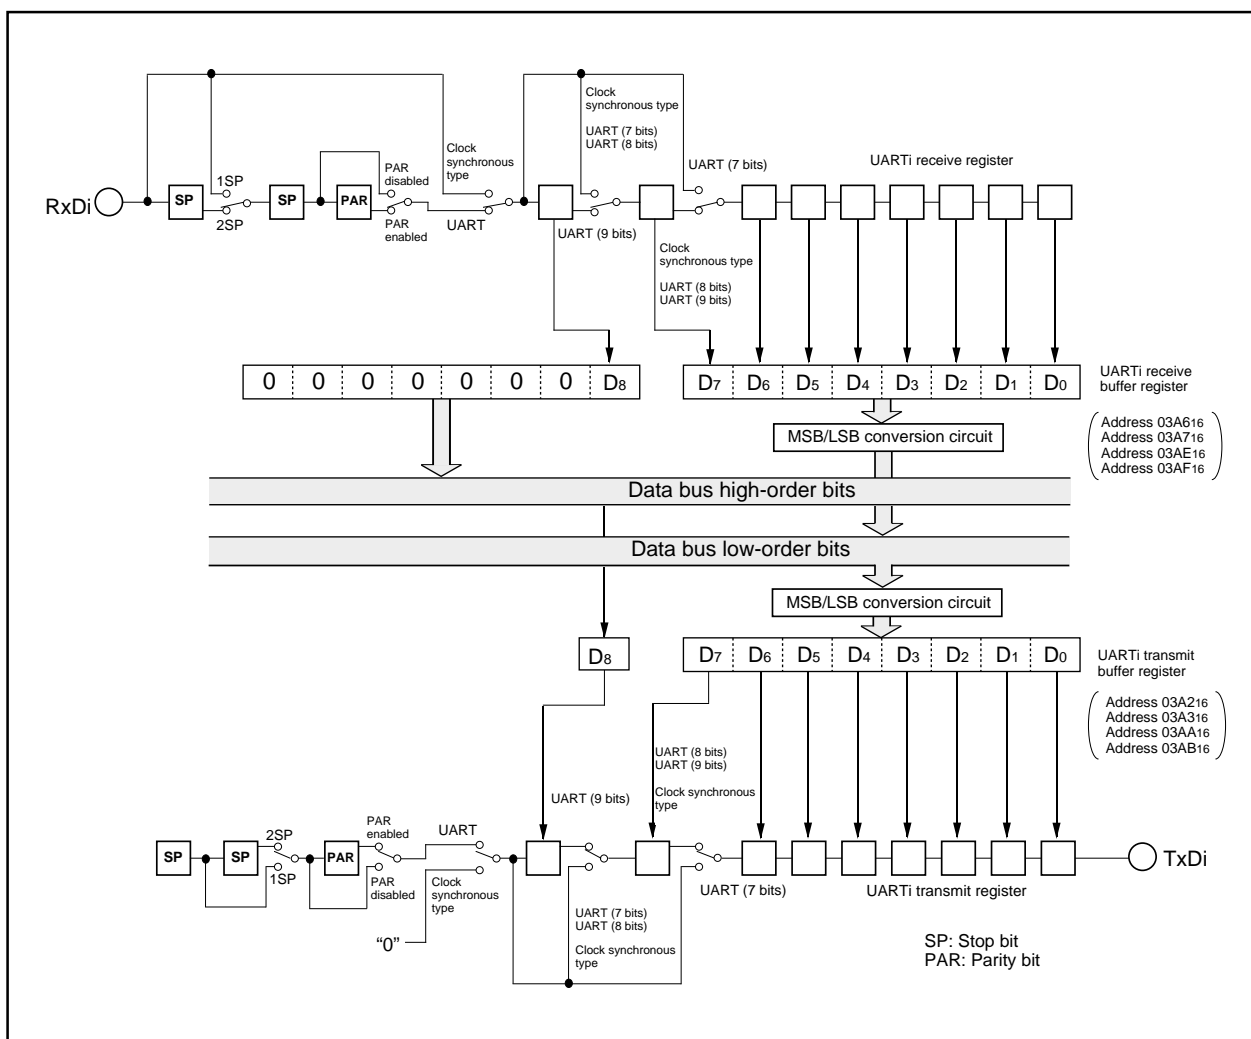 Clock
synchronous type
UART (7 bits)
UART (8 bits)
Clock
synchronous
type
UART (7 bits)
UARTi receive register
PAR
disabled
1SP
RxDi
SP
SP
PAR
2SP
PAR
enabled
UART
UART (9 bits)
Clock
synchronous type
UART (8 bits)
UART (9 bits)
0 0 0 0 0 0 0 D8
D7 D6 D5 D4 D3 D2 D1 D0
UARTi receive
buffer register
MSB/LSB conversion circuit
Address 03A616
Address 03A716
Address 03AE16
Address 03AF16
Data bus high-order bits
Data bus low-order bits
MSB/LSB conversion circuit
D8
D7 D6 D5 D4 D3 D2 D1 D0
UARTi transmit
buffer register
Address 03A216
Address 03A316
Address 03AA16
Address 03AB16
UART (8 bits)
UART (9 bits)
Clock synchronous
type
UART (9 bits)
PAR
enabled
2SP
UART
SP
SP
PAR
TxDi
1SP
PAR
disabled
Clock
synchronous
type
UART (7 bits)
UARTi transmit register
UART (7 bits)
UART (8 bits)
Clock synchronous
type
“0”
SP: Stop bit
PAR: Parity bit